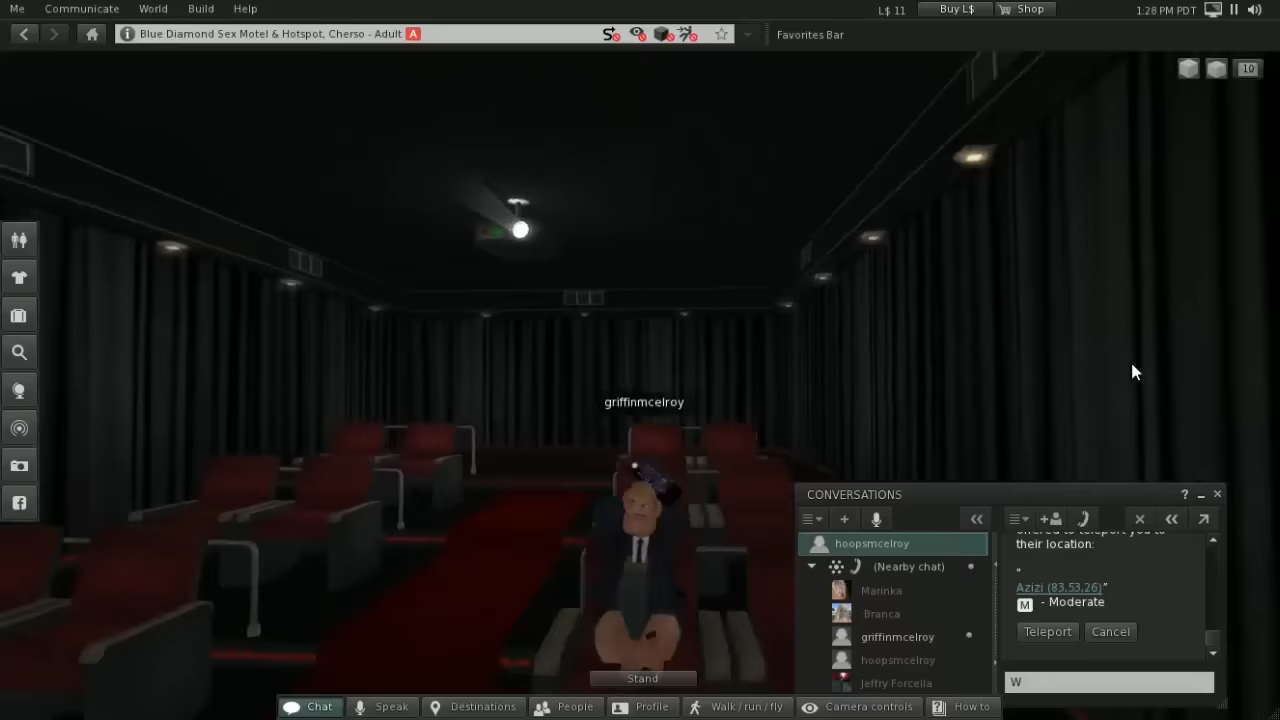 Me Communicate World Build Help
L$ 11 Buy L$ Shop 1:28 PM PDT
Blue Diamond Sex Motel & Hotspot, Cherso - Adult A
Favorites Bar
10
griffinmcelroy
Stand
CONVERSATIONS ?
hoopsmcelroy
(Nearby chat)
Marinka
Branca
griffinmcelroy
hoopsmcelroy
Jeffry Forcella
their location:
"
Azizi (83,53,26)"
M - Moderate
Teleport Cancel
W
Chat Speak Destinations People Profile Walk / run / fly Camera controls How to